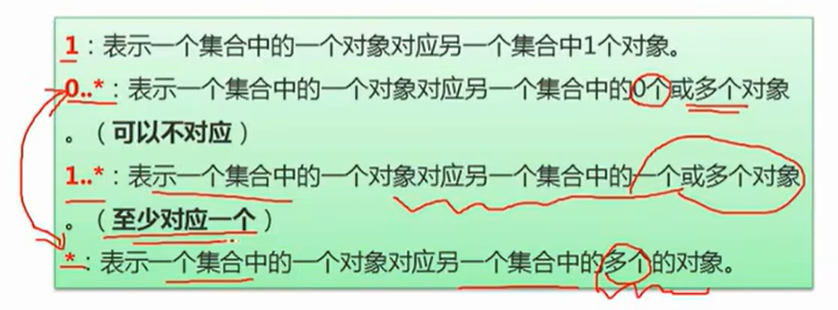 1：表示一个集合中的一个对象对应另一个集合中1个对象。
0..*：表示一个集合中的一个对象对应另一个集合中的0个或多个对象
。（可以不对应）
1..*：表示一个集合中的一个对象对应另一个集合中的一个或多个对象
。（至少对应一个）
*：表示一个集合中的一个对象对应另一个集合中的多个的对象。